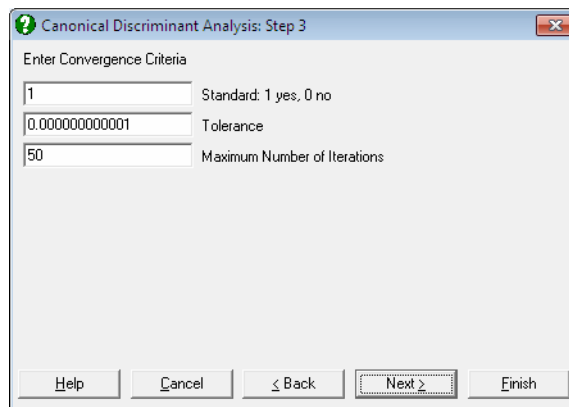 Canonical Discriminant Analysis: Step 3
Enter Convergence Criteria
1 Standard: 1 yes, 0 no
0.000000000001 Tolerance
50 Maximum Number of Iterations
Help Cancel < Back Next > Finish